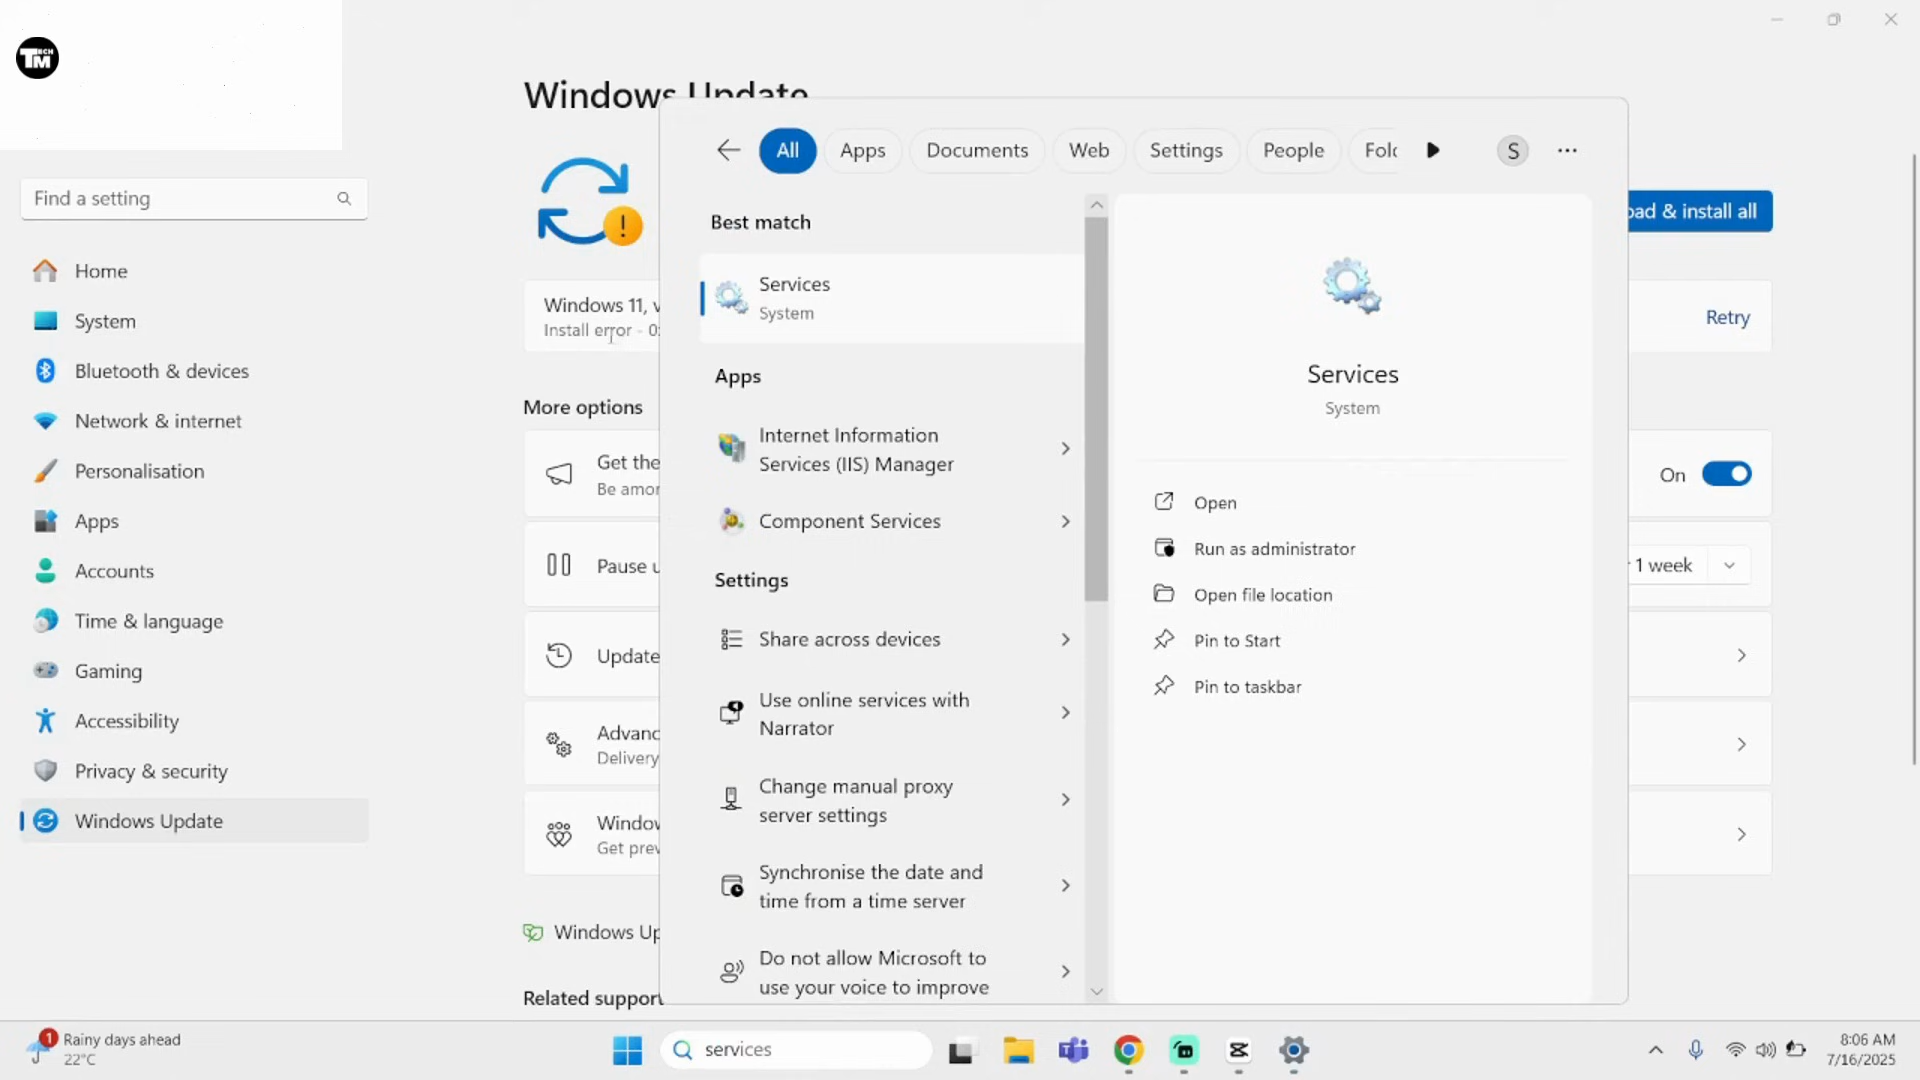 TECH
TM
Windows Update
Find a setting
Home
System
Bluetooth & devices
Network & internet
Personalisation
Apps
Accounts
Time & language
Gaming
Accessibility
Privacy & security
Windows Update
Windows 11, v
Install error - 0
More options
Get the
Be amor
Pause u
Update
Advanc
Delivery
Window
Get prev
Windows Up
Related support
All
Apps
Documents
Web
Settings
People
Folc
S
Best match
Services
System
Apps
Internet Information
Services (IIS) Manager
Component Services
Settings
Share across devices
Use online services with
Narrator
Change manual proxy
server settings
Synchronise the date and
time from a time server
Do not allow Microsoft to
use your voice to improve
Services
System
Open
Run as administrator
Open file location
Pin to Start
Pin to taskbar
oad & install all
Retry
On
r 1 week
1
Rainy days ahead
22°C
services
8:06 AM
7/16/2025